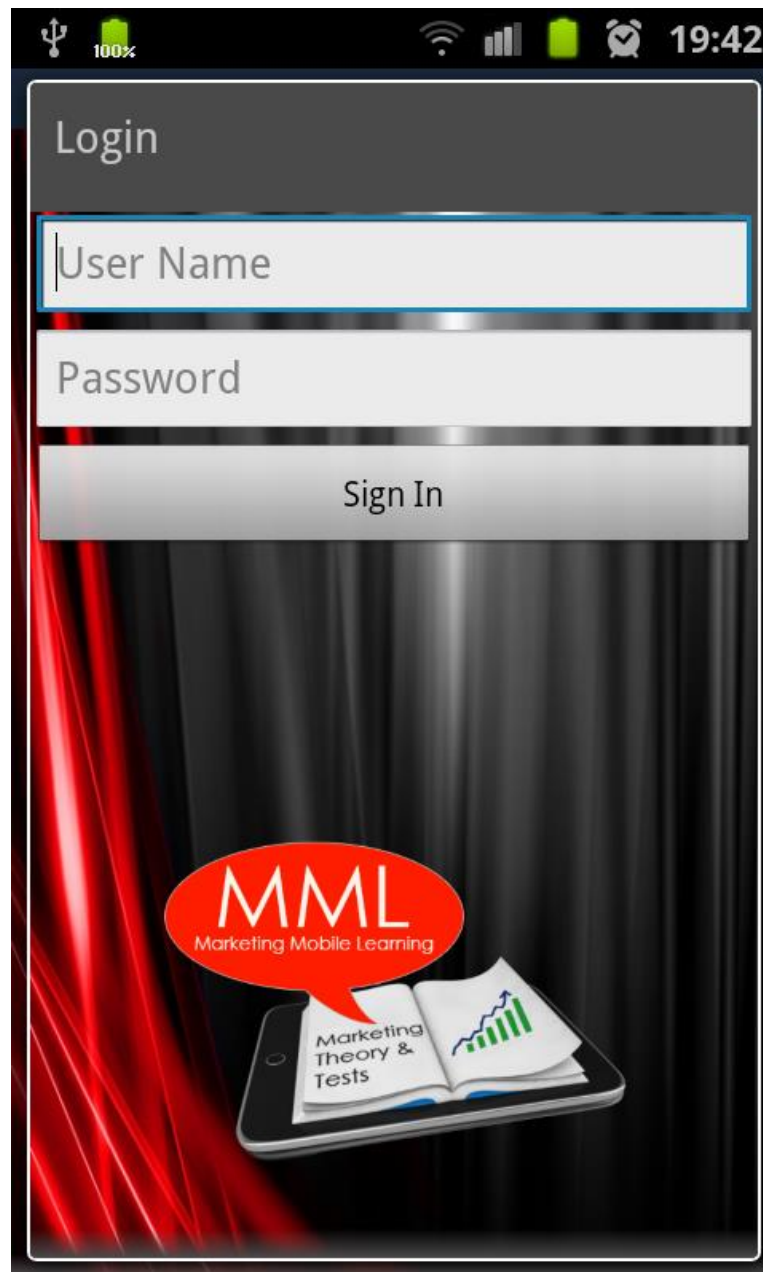 100%
19:42
Login
User Name
Password
Sign In
MML
Marketing Mobile Learning
Marketing
Theory &
Tests